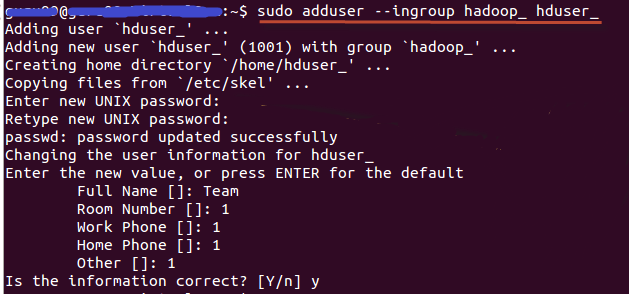 :~$ sudo adduser --ingroup hadoop_ hduser_
Adding user `hduser_' ...
Adding new user `hduser_' (1001) with group `hadoop_' ...
Creating home directory `/home/hduser_' ...
Copying files from `/etc/skel' ...
Enter new UNIX password:
Retype new UNIX password:
passwd: password updated successfully
Changing the user information for hduser_
Enter the new value, or press ENTER for the default
Full Name []: Team
Room Number []: 1
Work Phone []: 1
Home Phone []: 1
Other []: 1
Is the information correct? [Y/n] y